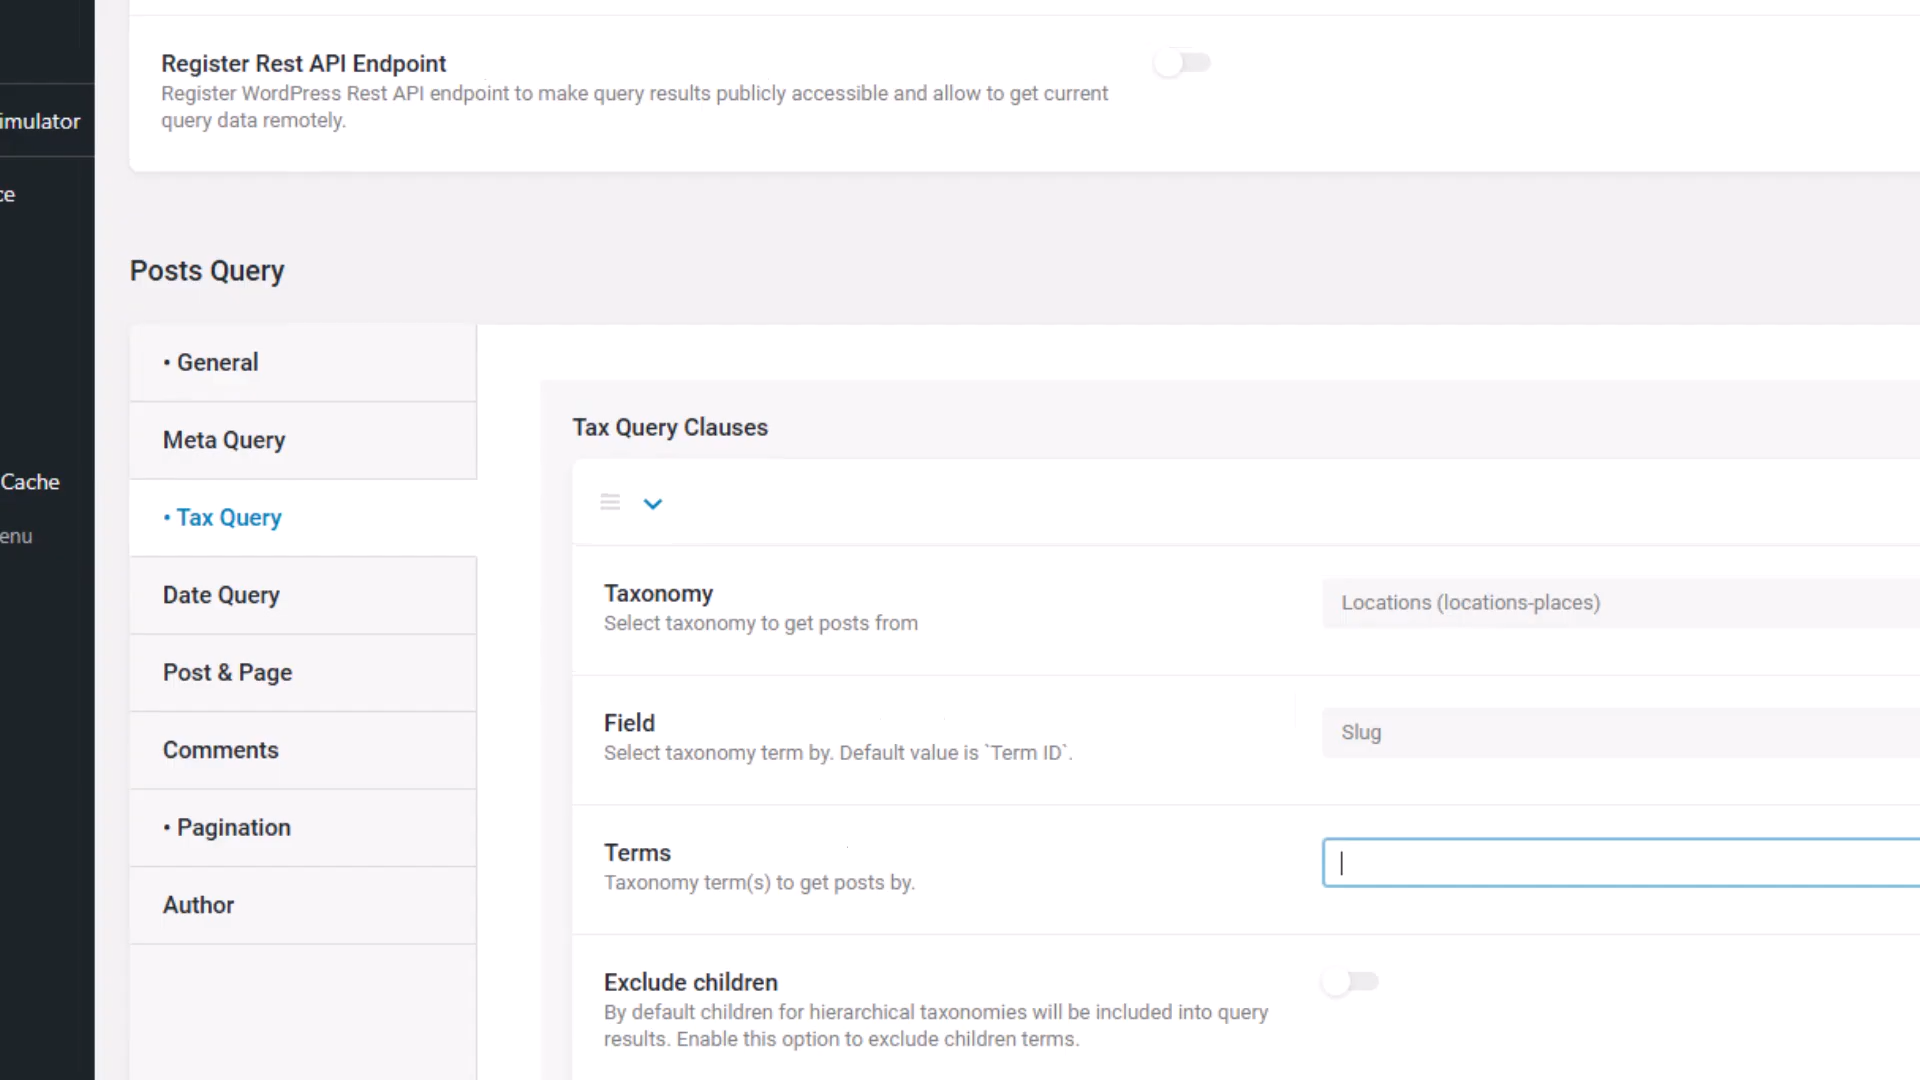 Register Rest API Endpoint
Register WordPress Rest API endpoint to make query results publicly accessible and allow to get current
query data remotely.
imulator
ce
Posts Query
• General
Meta Query
Cache
• Tax Query
enu
Date Query
Post & Page
Comments
• Pagination
Author
Tax Query Clauses
Taxonomy
Select taxonomy to get posts from
Locations (locations-places)
Field
Select taxonomy term by. Default value is `Term ID`.
Slug
Terms
Taxonomy term(s) to get posts by.
Exclude children
By default children for hierarchical taxonomies will be included into query
results. Enable this option to exclude children terms.